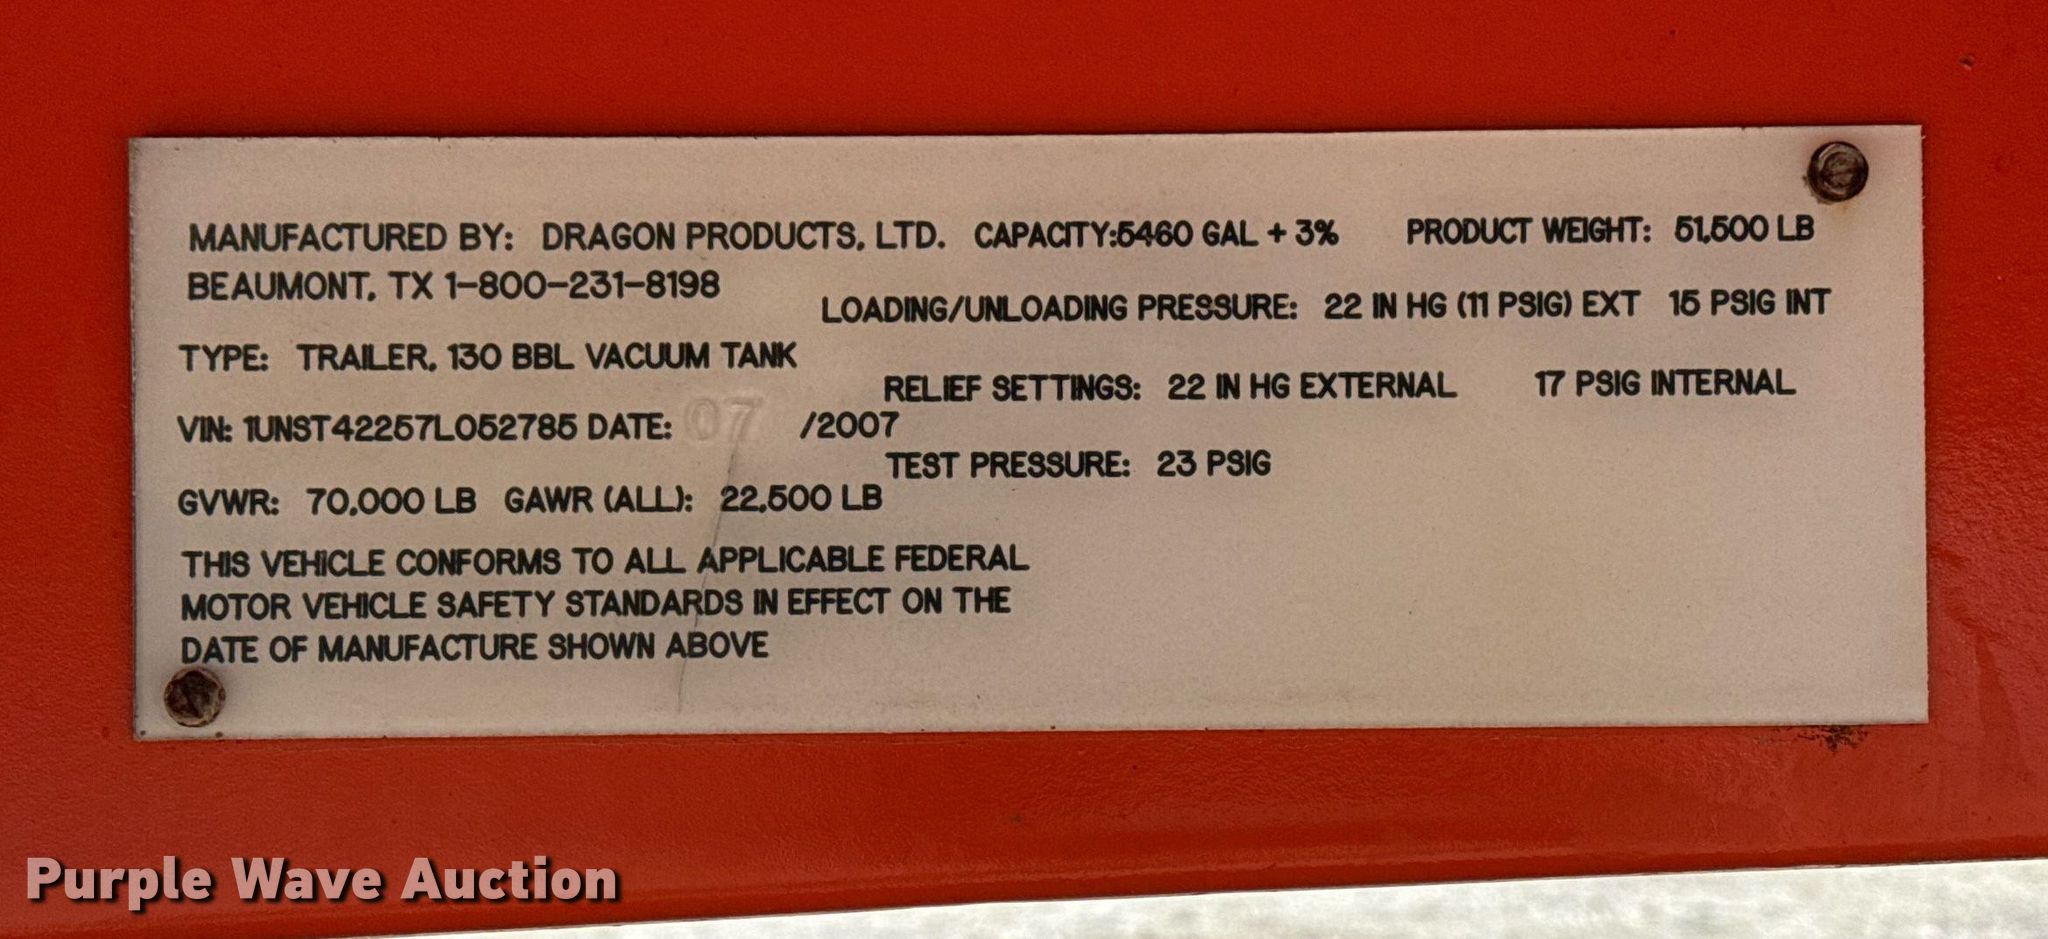 MANUFACTURED BY: DRAGON PRODUCTS, LTD. CAPACITY:5460 GAL + 3% PRODUCT WEIGHT: 51,500 LB
BEAUMONT, TX 1-800-231-8198
LOADING/UNLOADING PRESSURE: 22 IN HG (11 PSIG) EXT 15 PSIG INT
TYPE: TRAILER, 130 BBL VACUUM TANK
RELIEF SETTINGS: 22 IN HG EXTERNAL 17 PSIG INTERNAL
VIN: 1UNST42257L052785 DATE: 07 /2007
TEST PRESSURE: 23 PSIG
GVWR: 70,000 LB GAWR (ALL): 22,500 LB
THIS VEHICLE CONFORMS TO ALL APPLICABLE FEDERAL
MOTOR VEHICLE SAFETY STANDARDS IN EFFECT ON THE
DATE OF MANUFACTURE SHOWN ABOVE
Purple Wave Auction